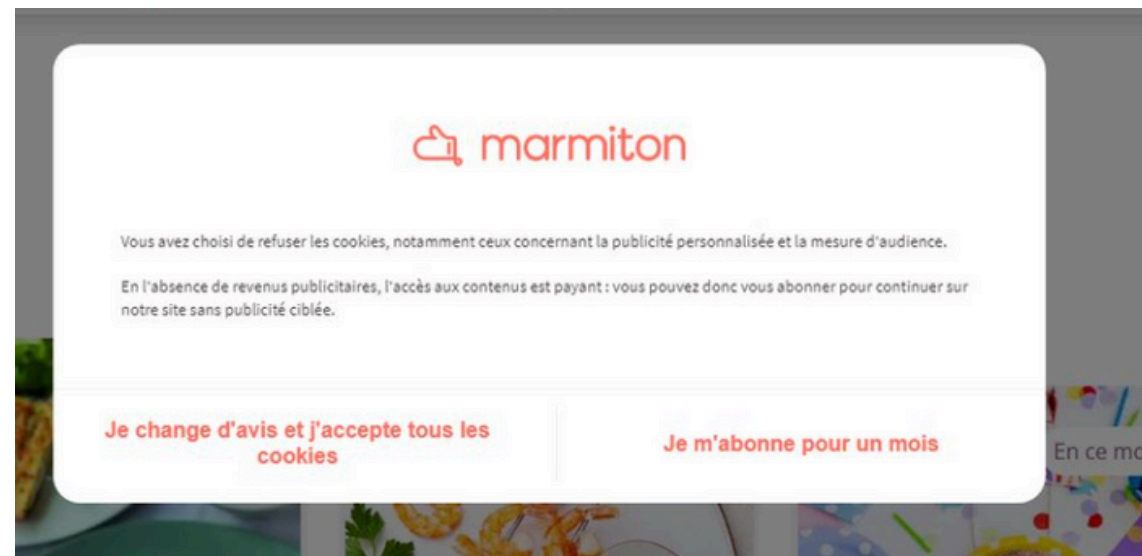 marmiton
Vous avez choisi de refuser les cookies, notamment ceux concernant la publicité personnalisée et la mesure d'audience.
En l'absence de revenus publicitaires, l'accès aux contenus est payant : vous pouvez donc vous abonner pour continuer sur
notre site sans publicité ciblée.
Je change d'avis et j'accepte tous les
cookies
Je m'abonne pour un mois
En ce mo